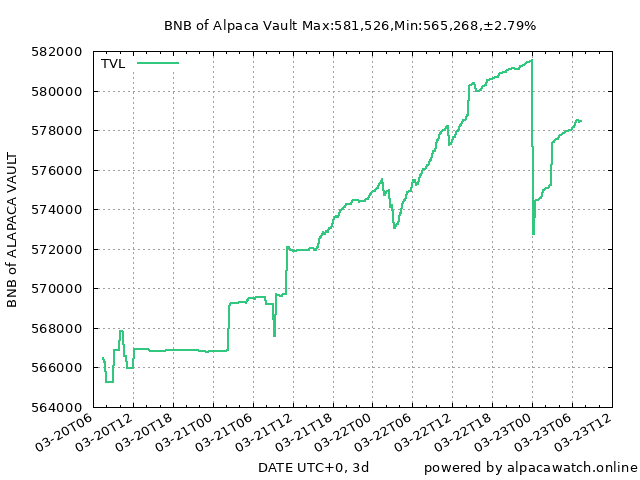 BNB of Alpaca Vault Max:581,526,Min:565,268,±2.79%
TVL
582000
580000
578000
576000
574000
572000
570000
568000
566000
564000
BNB of ALAPACA VAULT
03-20T06
03-20T12
03-20T18
03-21T00
03-21T06
03-21T12
03-21T18
03-22T00
03-22T06
03-22T12
03-22T18
03-23T00
03-23T06
03-23T12
DATE UTC+0, 3d
powered by alpacawatch.online